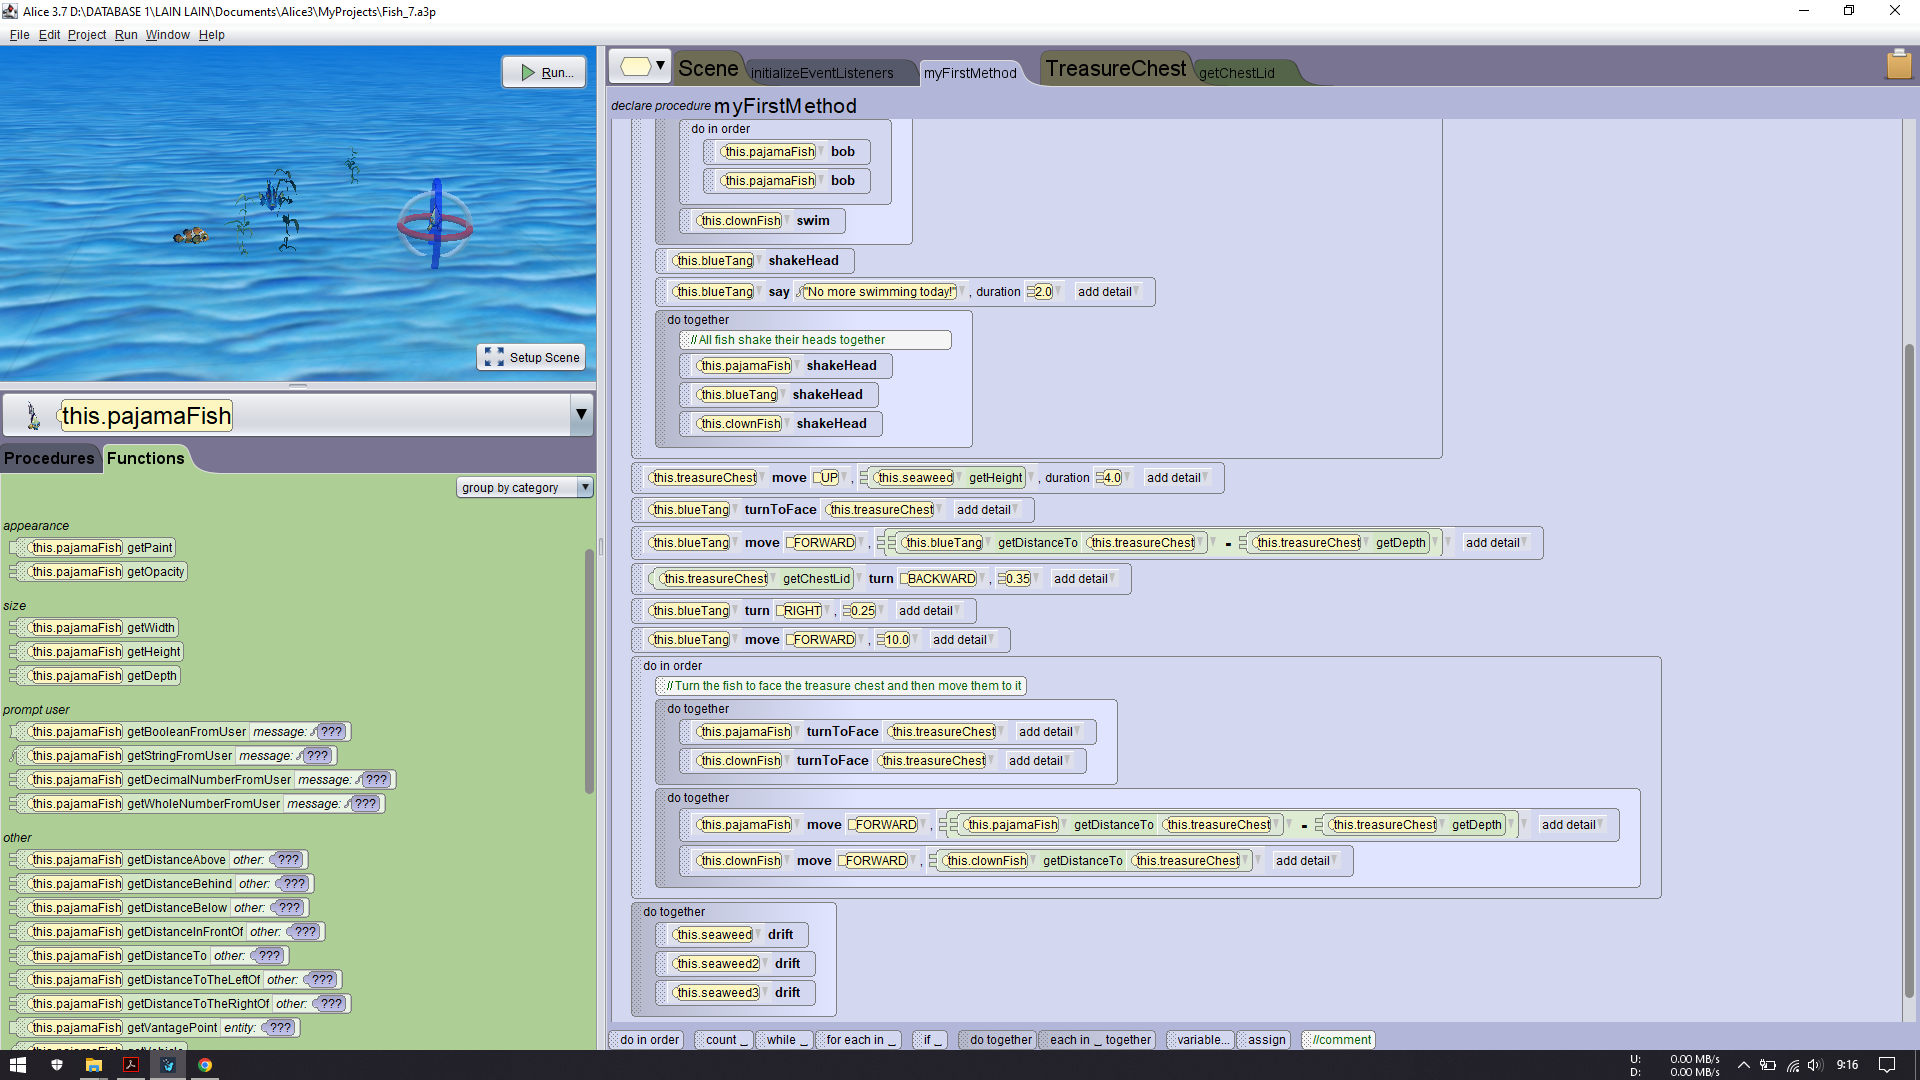 Alice 3.7 D:\DATABASE 1\LAIN LAIN\Documents\Alice3\MyProjects\Fish_7.a3p
File Edit Project Run Window Help
Run...
Setup Scene
this.pajamaFish
Procedures Functions
group by category
appearance
this.pajamaFish getPaint
this.pajamaFish getOpacity
size
this.pajamaFish getWidth
this.pajamaFish getHeight
this.pajamaFish getDepth
prompt user
this.pajamaFish getBooleanFromUser message: ???
this.pajamaFish getStringFromUser message: ???
this.pajamaFish getDecimalNumberFromUser message: ???
this.pajamaFish getWholeNumberFromUser message: ???
other
this.pajamaFish getDistanceAbove other: ???
this.pajamaFish getDistanceBehind other: ???
this.pajamaFish getDistanceBelow other: ???
this.pajamaFish getDistanceInFrontOf other: ???
this.pajamaFish getDistanceTo other: ???
this.pajamaFish getDistanceToTheLeftOf other: ???
this.pajamaFish getDistanceToTheRightOf other: ???
this.pajamaFish getVantagePoint entity: ???
Scene initializeEventListeners myFirstMethod TreasureChest getChestLid
declare procedure myFirstMethod
do in order
this.pajamaFish bob
this.pajamaFish bob
this.clownFish swim
this.blueTang shakeHead
this.blueTang say "No more swimming today!" , duration 2.0 add detail
do together
//All fish shake their heads together
this.pajamaFish shakeHead
this.blueTang shakeHead
this.clownFish shakeHead
this.treasureChest move UP , this.seaweed getHeight , duration 4.0 add detail
this.blueTang turnToFace this.treasureChest add detail
this.blueTang move FORWARD , this.blueTang getDistanceTo this.treasureChest - this.treasureChest getDepth add detail
this.treasureChest getChestLid turn BACKWARD , 0.35 add detail
this.blueTang turn RIGHT , 0.25 add detail
this.blueTang move FORWARD , 10.0 add detail
do in order
//Turn the fish to face the treasure chest and then move them to it
do together
this.pajamaFish turnToFace this.treasureChest add detail
this.clownFish turnToFace this.treasureChest add detail
do together
this.pajamaFish move FORWARD , this.pajamaFish getDistanceTo this.treasureChest - this.treasureChest getDepth add detail
this.clownFish move FORWARD , this.clownFish getDistanceTo this.treasureChest add detail
do together
this.seaweed drift
this.seaweed2 drift
this.seaweed3 drift
do in order count _ while _ for each in _ if _ do together each in _ together variable... assign //comment
U: 0.00 MB/s
D: 0.00 MB/s
9:16